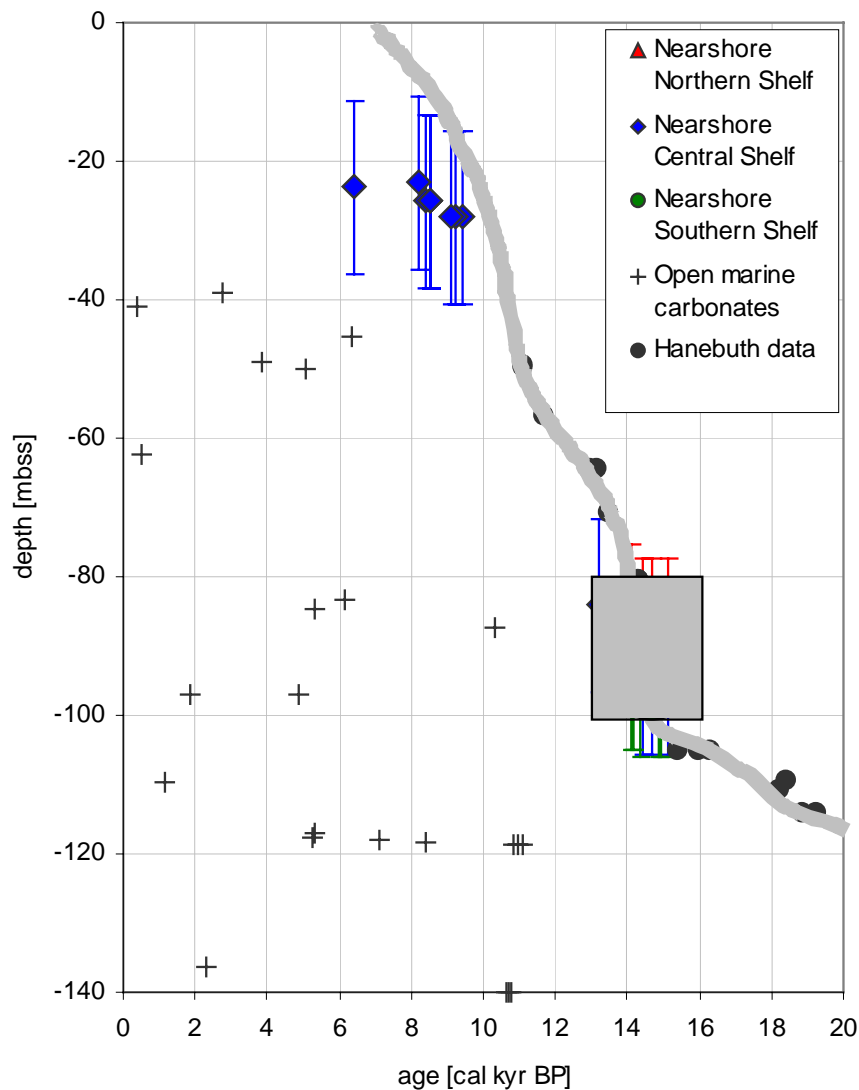 0
-20
-40
-60
-80
-100
-120
-140
depth [mbss]
0 2 4 6 8 10 12 14 16 18 20
age [cal kyr BP]
Nearshore
Northern Shelf
Nearshore
Central Shelf
Nearshore
Southern Shelf
Open marine
carbonates
Hanebuth data